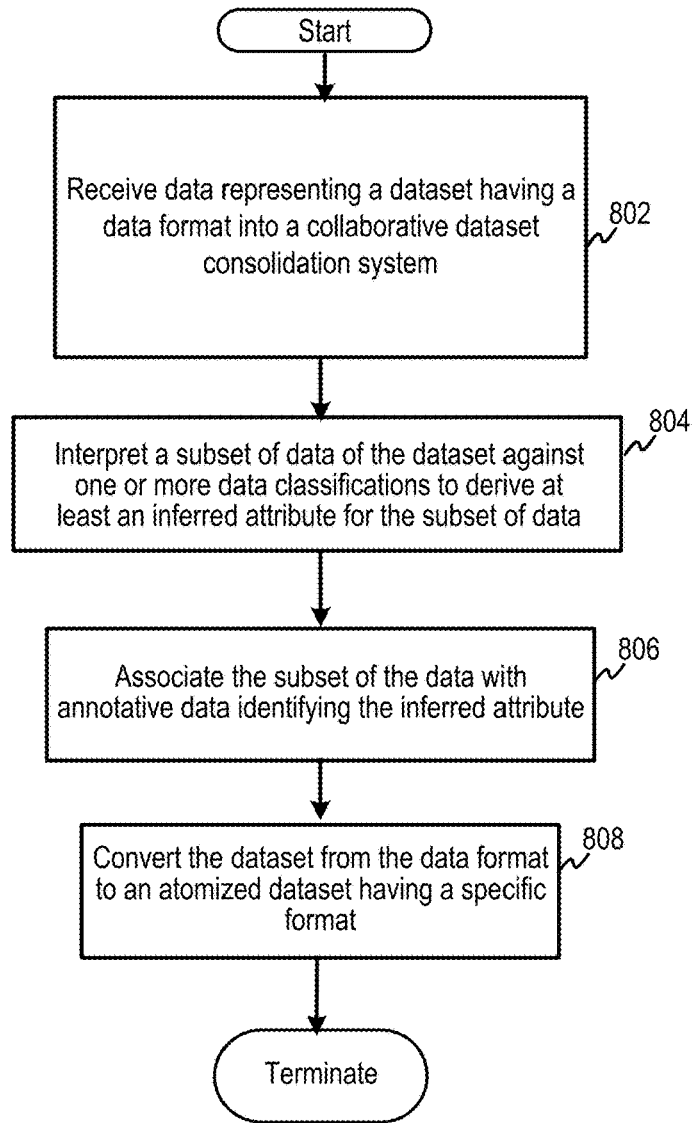 Start
Receive data representing a dataset having a
data format into a collaborative dataset
consolidation system
802
Interpret a subset of data of the dataset against
one or more data classifications to derive at
least an inferred attribute for the subset of data
804
Associate the subset of the data with
annotative data identifying the inferred attribute
806
Convert the dataset from the data format
to an atomized dataset having a specific
format
808
Terminate